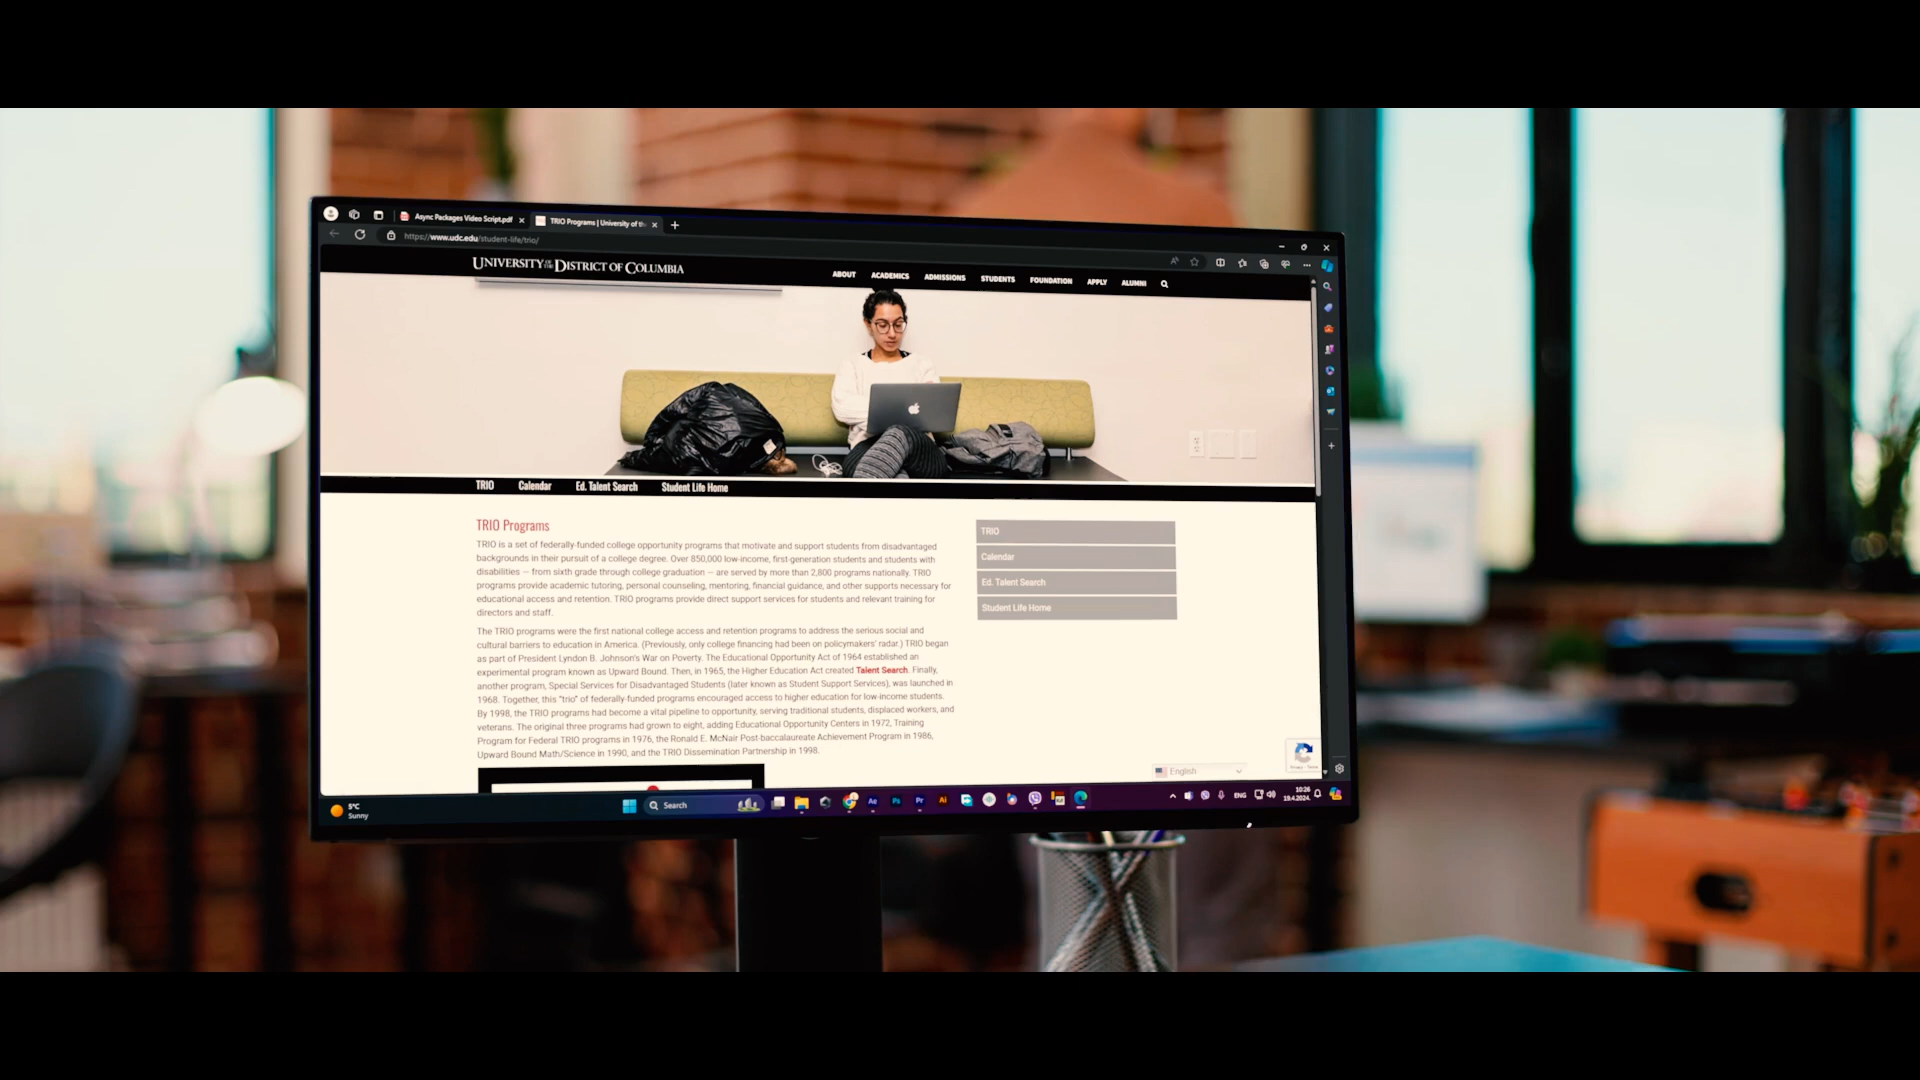 Async Packages Video Script.pdf
TRIO Programs | University of th
https://www.udc.edu/student-life/trio/
UNIVERSITY OF THE DISTRICT OF COLUMBIA
ABOUT ACADEMICS ADMISSIONS STUDENTS FOUNDATION APPLY ALUMNI
TRIO Calendar Ed. Talent Search Student Life Home
TRIO Programs
TRIO is a set of federally-funded college opportunity programs that motivate and support students from disadvantaged
backgrounds in their pursuit of a college degree. Over 850,000 low-income, first-generation students and students with
disabilities — from sixth grade through college graduation — are served by more than 2,800 programs nationally. TRIO
programs provide academic tutoring, personal counseling, mentoring, financial guidance, and other supports necessary for
educational access and retention. TRIO programs provide direct support services for students and relevant training for
directors and staff.
The TRIO programs were the first national college access and retention programs to address the serious social and
cultural barriers to education in America. (Previously, only college financing had been on policymakers' radar.) TRIO began
as part of President Lyndon B. Johnson's War on Poverty. The Educational Opportunity Act of 1964 established an
experimental program known as Upward Bound. Then, in 1965, the Higher Education Act created Talent Search. Finally,
another program, Special Services for Disadvantaged Students (later known as Student Support Services), was launched in
1968. Together, this "trio" of federally-funded programs encouraged access to higher education for low-income students.
By 1998, the TRIO programs had become a vital pipeline to opportunity, serving traditional students, displaced workers, and
veterans. The original three programs had grown to eight, adding Educational Opportunity Centers in 1972, Training
Program for Federal TRIO programs in 1976, the Ronald E. McNair Post-baccalaureate Achievement Program in 1986,
Upward Bound Math/Science in 1990, and the TRIO Dissemination Partnership in 1998.
TRIO
Calendar
Ed. Talent Search
Student Life Home
English
Privacy - Terms
5°C
Sunny
Search
Ae Ps Pr Ai
ENG
10:26
19.4.2024.